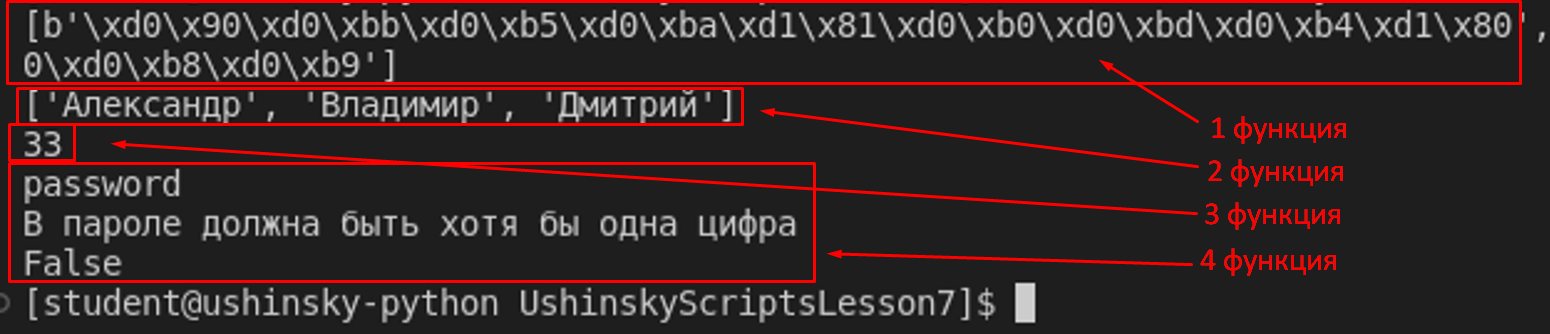 [b'\xd0\x90\xd0\xbb\xd0\xb5\xd0\xba\xd1\x81\xd0\xb0\xd0\xbd\xd0\xb4\xd1\x80',
0\xd0\xb8\xd0\xb9']
['Александр', 'Владимир', 'Дмитрий']
33
password
В пароле должна быть хотя бы одна цифра
False
[student@ushinsky-python UshinskyScriptsLesson7]$
1 функция
2 функция
3 функция
4 функция